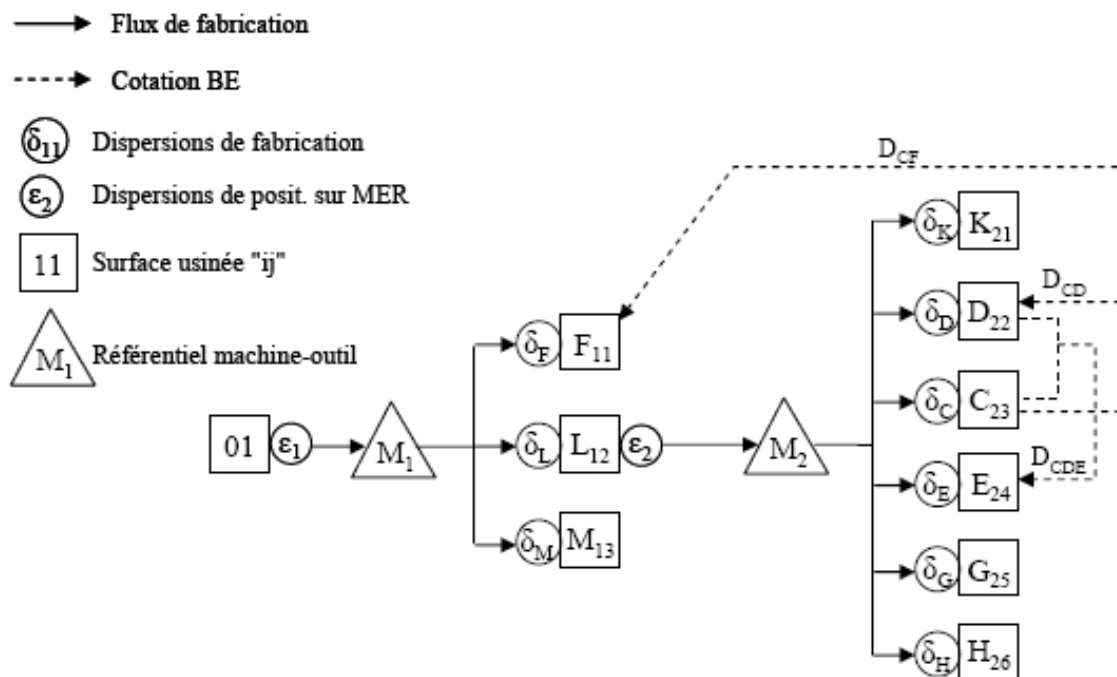 Flux de fabrication
Cotation BE
δ11 Dispersions de fabrication
ε2 Dispersions de posit. sur MER
11 Surface usinée "ij"
M1 Référentiel machine-outil
DCF
δK K21
DCD
δD D22
δF F11
δC C23
01 ε1 M1 δL L12 ε2 M2
DCDE
δE E24
δM M13
δG G25
δH H26